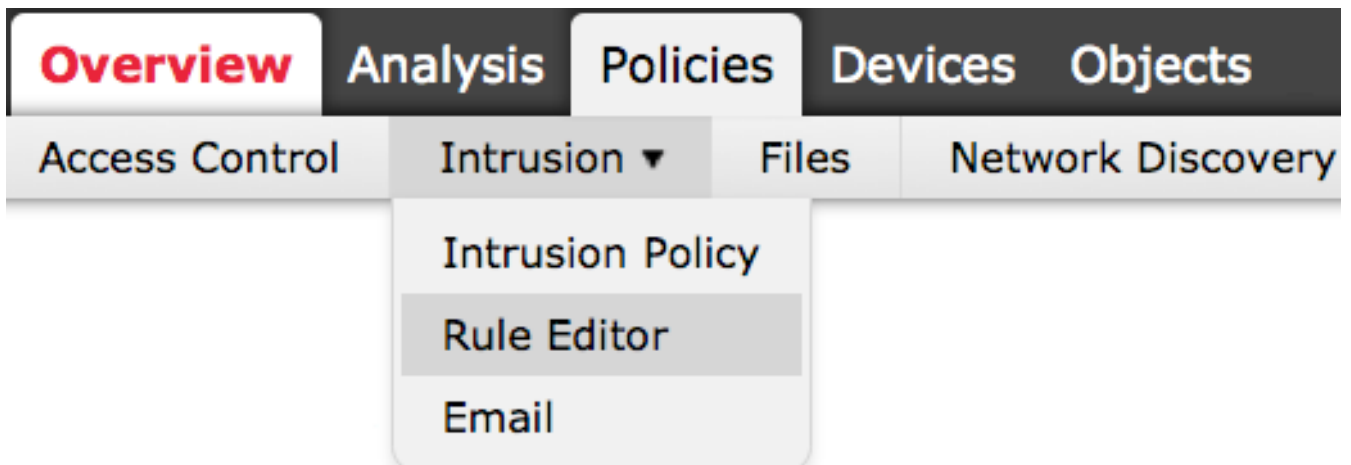 Overview Analysis Policies Devices Objects
Access Control Intrusion ▼ Files Network Discovery
Intrusion Policy
Rule Editor
Email